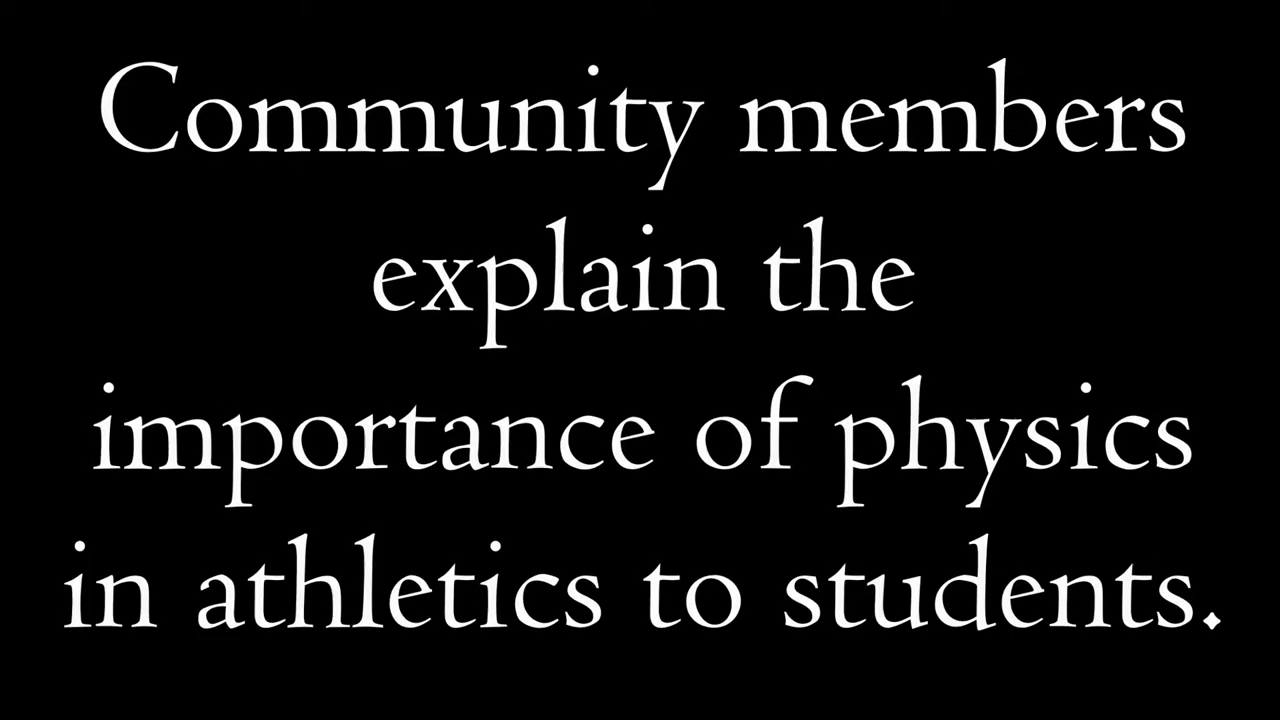 Community members
explain the
importance of physics
in athletics to students.